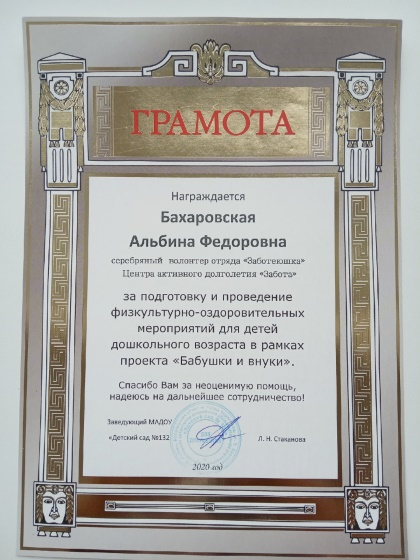 ГРАМОТА
Награждается
Бахаровская
Альбина Федоровна
серебряный волонтер отряда «Заботеюшка»
Центра активного долголетия «Забота»
за подготовку и проведение
физкультурно-оздоровительных
мероприятий для детей
дошкольного возраста в рамках
проекта «Бабушки и внуки».
Спасибо Вам за неоценимую помощь,
надеюсь на дальнейшее сотрудничество!
Заведующий МАДОУ
«Детский сад №132 Л. Н. Стаканова
2020 год